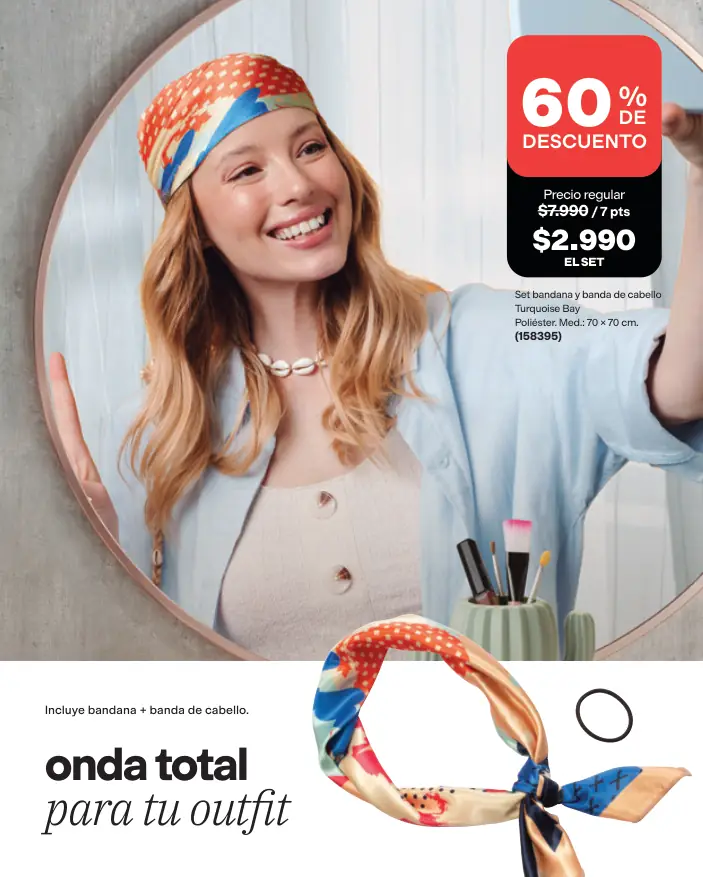 60%
DE
DESCUENTO
Precio regular
$7.990 / 7 pts
$2.990
EL SET
Set bandana y banda de cabello
Turquoise Bay
Poliéster. Med.: 70 × 70 cm.
(158395)
Incluye bandana + banda de cabello.
onda total
para tu outfit